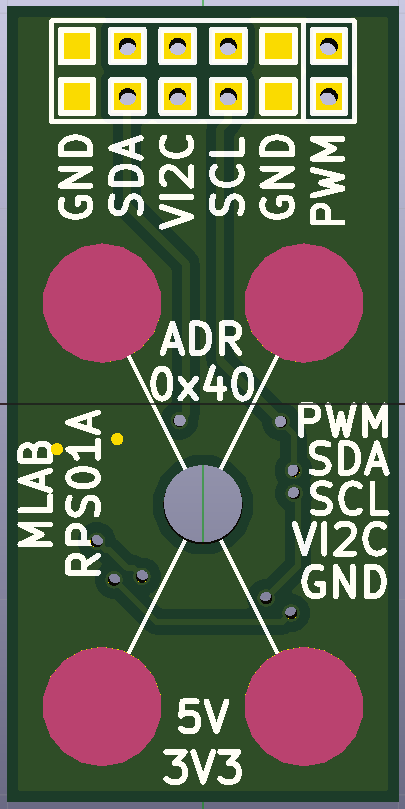 GND SDA VI2C SCL GND PWM
ADR
0x40
MLAB
RPS01A
PWM
SDA
SCL
VI2C
GND
5V
3V3